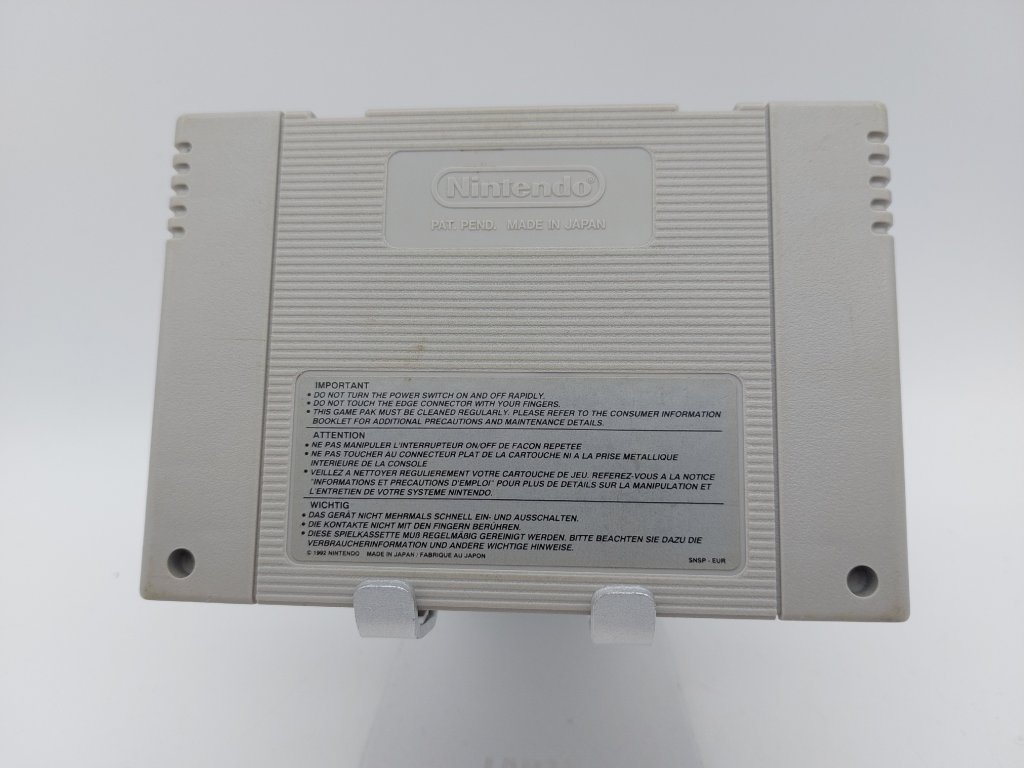 Nintendo®
PAT. PEND. MADE IN JAPAN
IMPORTANT
• DO NOT TURN THE POWER SWITCH ON AND OFF RAPIDLY.
• DO NOT TOUCH THE EDGE CONNECTOR WITH YOUR FINGERS.
• THIS GAME PAK MUST BE CLEANED REGULARLY. PLEASE REFER TO THE CONSUMER INFORMATION
BOOKLET FOR ADDITIONAL PRECAUTIONS AND MAINTENANCE DETAILS.
ATTENTION
• NE PAS MANIPULER L'INTERRUPTEUR ON/OFF DE FACON REPETEE
• NE PAS TOUCHER AU CONNECTEUR PLAT DE LA CARTOUCHE NI A LA PRISE METALLIQUE
INTERIEURE DE LA CONSOLE
• VEILLEZ A NETTOYER REGULIEREMENT VOTRE CARTOUCHE DE JEU. REFEREZ-VOUS A LA NOTICE
"INFORMATIONS ET PRECAUTIONS D'EMPLOI" POUR PLUS DE DETAILS SUR LA MANIPULATION ET
L'ENTRETIEN DE VOTRE SYSTEME NINTENDO.
WICHTIG
• DAS GERÄT NICHT MEHRMALS SCHNELL EIN- UND AUSSCHALTEN.
• DIE KONTAKTE NICHT MIT DEN FINGERN BERÜHREN.
• DIESE SPIELKASSETTE MUß REGELMÄßIG GEREINIGT WERDEN. BITTE BEACHTEN SIE DAZU DIE
VERBRAUCHERINFORMATION UND ANDERE WICHTIGE HINWEISE.
© 1992 NINTENDO MADE IN JAPAN / FABRIQUE AU JAPON SNSP - EUR